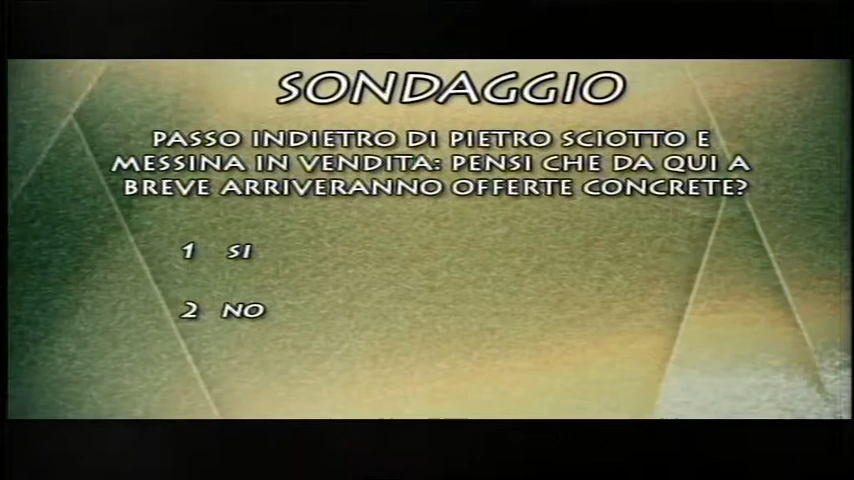 SONDAGGIO
PASSO INDIETRO DI PIETRO SCIOTTO E
MESSINA IN VENDITA: PENSI CHE DA QUI A
BREVE ARRIVERANNO OFFERTE CONCRETE?
1 SI
2 NO